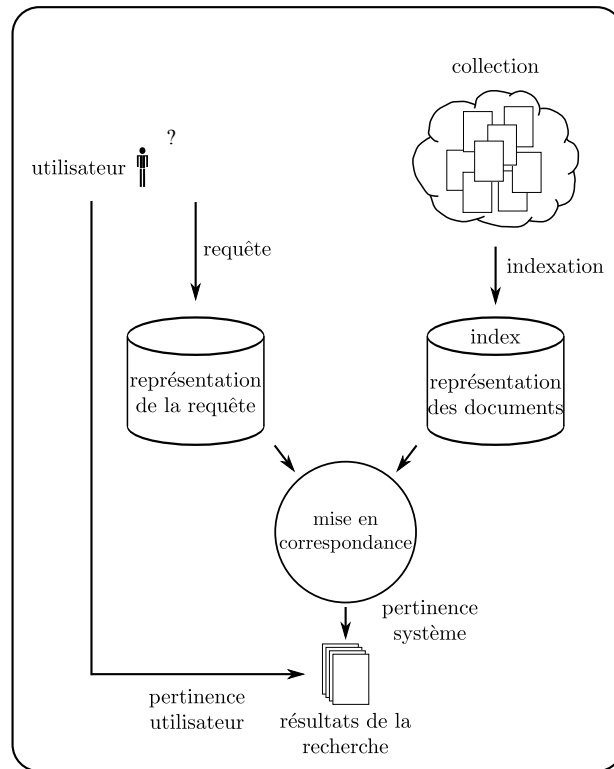 collection
?
utilisateur
requête
indexation
index
représentation
de la requête
représentation
des documents
mise en
correspondance
pertinence
système
pertinence
utilisateur
résultats de la
recherche